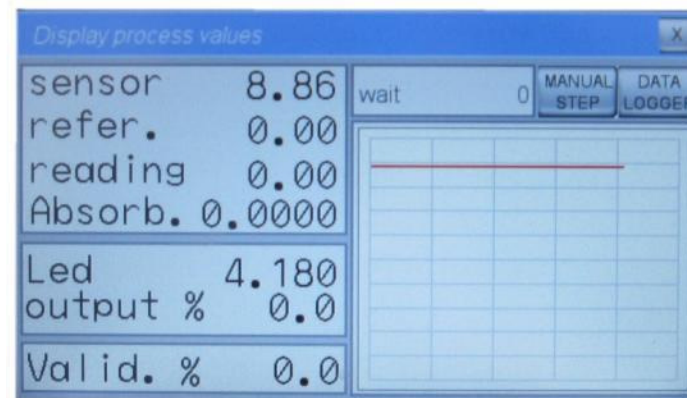 Display process values X
sensor 8.86
refer. 0.00
reading 0.00
Absorb. 0.0000
Led 4.180
output % 0.0
Valid. % 0.0
wait 0
MANUAL STEP
DATA LOGGER